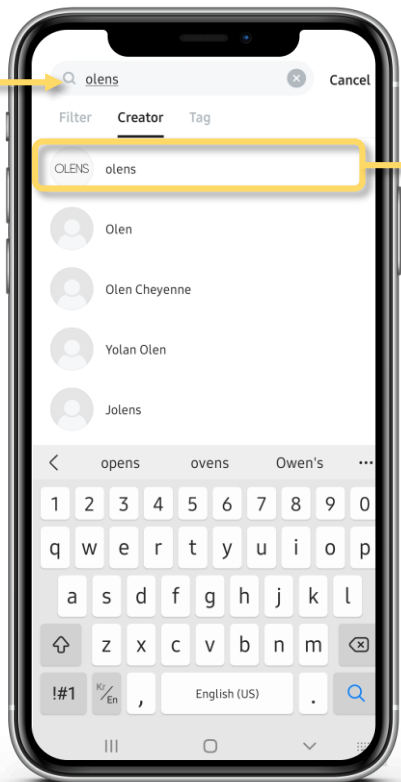 olens
Cancel
Filter Creator Tag
OLENS olens
Olen
Olen Cheyenne
Yolan Olen
Jolens
opens ovens Owen's
1 2 3 4 5 6 7 8 9 0
q w e r t y u i o p
a s d f g h j k l
z x c v b n m
!#1 Kr/En , English (US) .